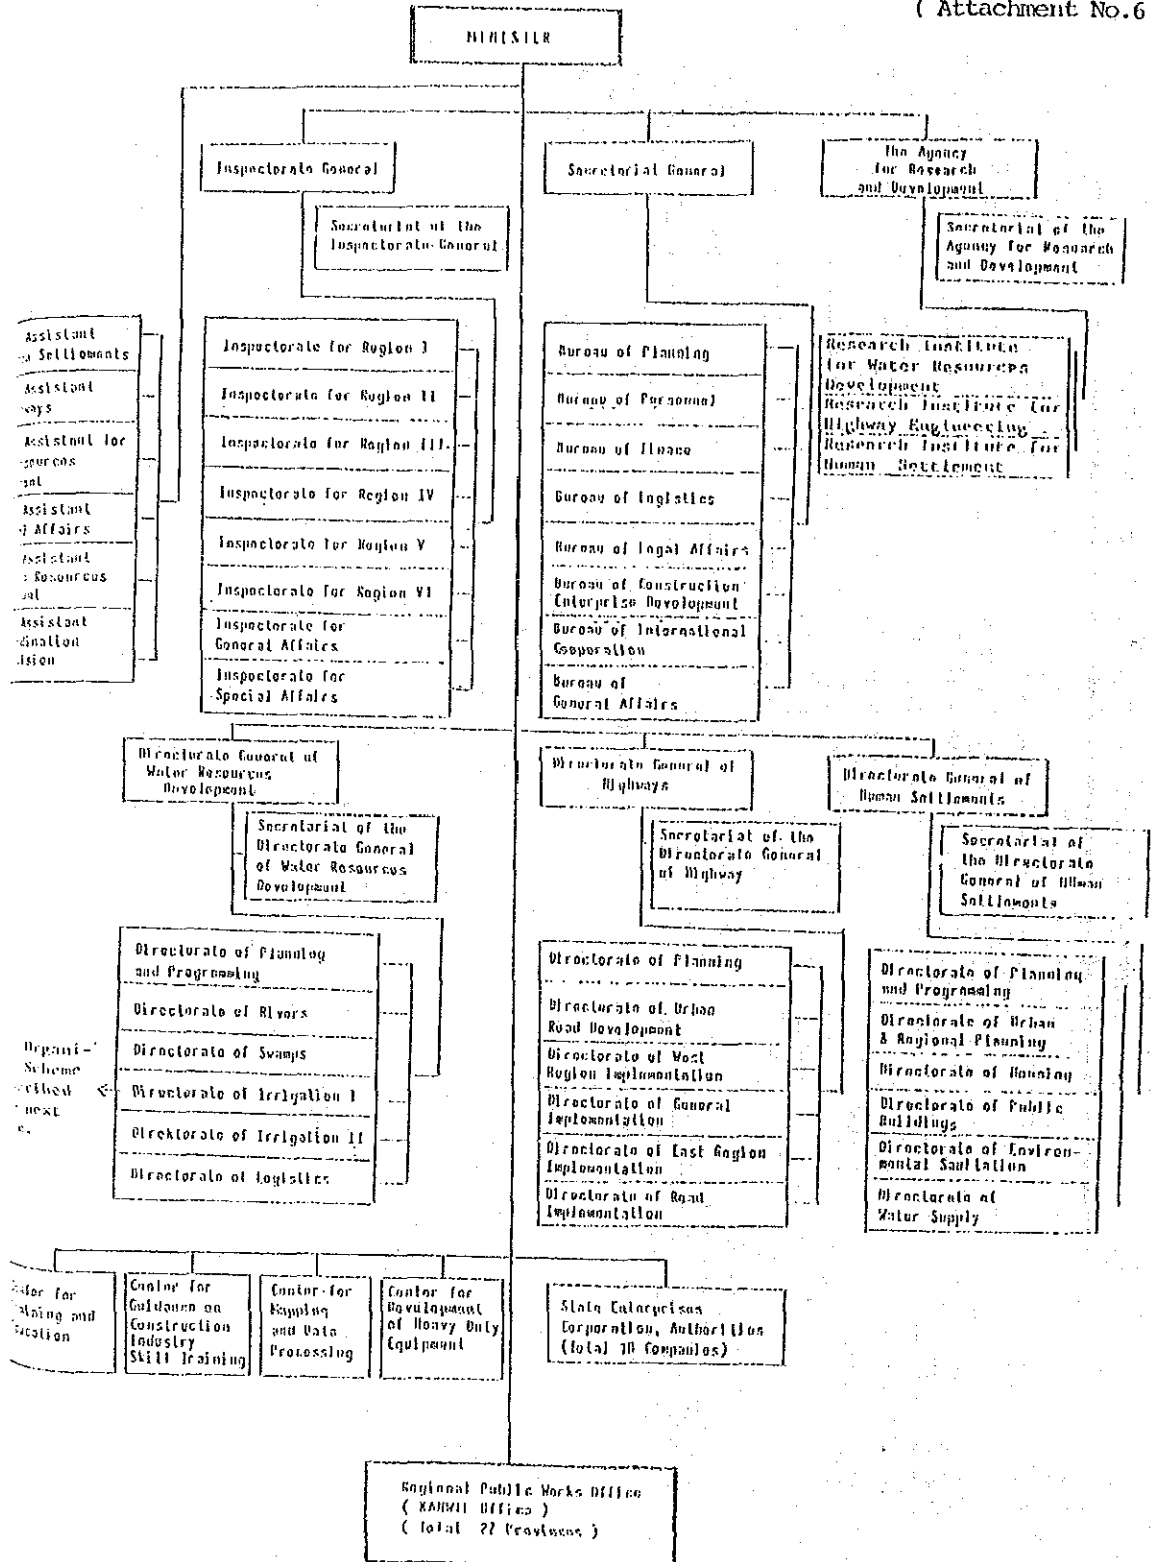 ( Attachment No.6
MINISTER
Inspectorate General
Secretarial General
The Agency
for Research
and Development
Secretariat of the
Inspectorate General
Secretariat of the
Agency for Research
and Development
Assistant
Settlements
Assistant
ways
Assistant for
Assistant
Affairs
Assistant
Resources
Assistant
Inspectorate for Region I
Inspectorate for Region II
Inspectorate for Region III
Inspectorate for Region IV
Inspectorate for Region V
Inspectorate for Region VI
Inspectorate for
General Affairs
Inspectorate for
Special Affairs
Bureau of Planning
Bureau of Personnel
Bureau of
Bureau of Logistics
Bureau of Legal Affairs
Bureau of Construction
Enterprise Development
Bureau of International
Cooperation
Bureau of
General Affairs
Research Institute
for Water Resources
Development
Research Institute for
Highway Engineering
Research Institute for
Human Settlement
Directorate General of
Water Resources
Development
Directorate General of
Highways
Directorate General of
Human Settlements
Secretariat of the
Directorate General
of Water Resources
Development
Secretariat of the
Directorate General
of Highway
Secretariat of
the Directorate
General of Human
Settlements
Directorate of Planning
and Programming
Directorate of Rivers
Directorate of Swamps
Directorate of Irrigation I
Direktorate of Irrigation II
Directorate of Logistics
Organi-
Scheme
next
Directorate of Planning
Directorate of Urban
Road Development
Directorate of West
Region Implementation
Directorate of General
Implementation
Directorate of East Region
Implementation
Directorate of Road
Implementation
Directorate of Planning
and Programming
Directorate of Urban
& Regional Planning
Directorate of Housing
Directorate of Public
Buildings
Directorate of Environ-
mental Sanitation
Directorate of
Water Supply
for
and
Center for
Guidance on
Construction
Industry
Skill Training
Center for
Mapping
and Data
Processing
Center for
Development
of Heavy Duty
Equipment
State Enterprises
Corporation, Authorities
(Total 18 Companies)
Regional Public Works Office
( KANWIL Office )
( Total 27 Provinces )